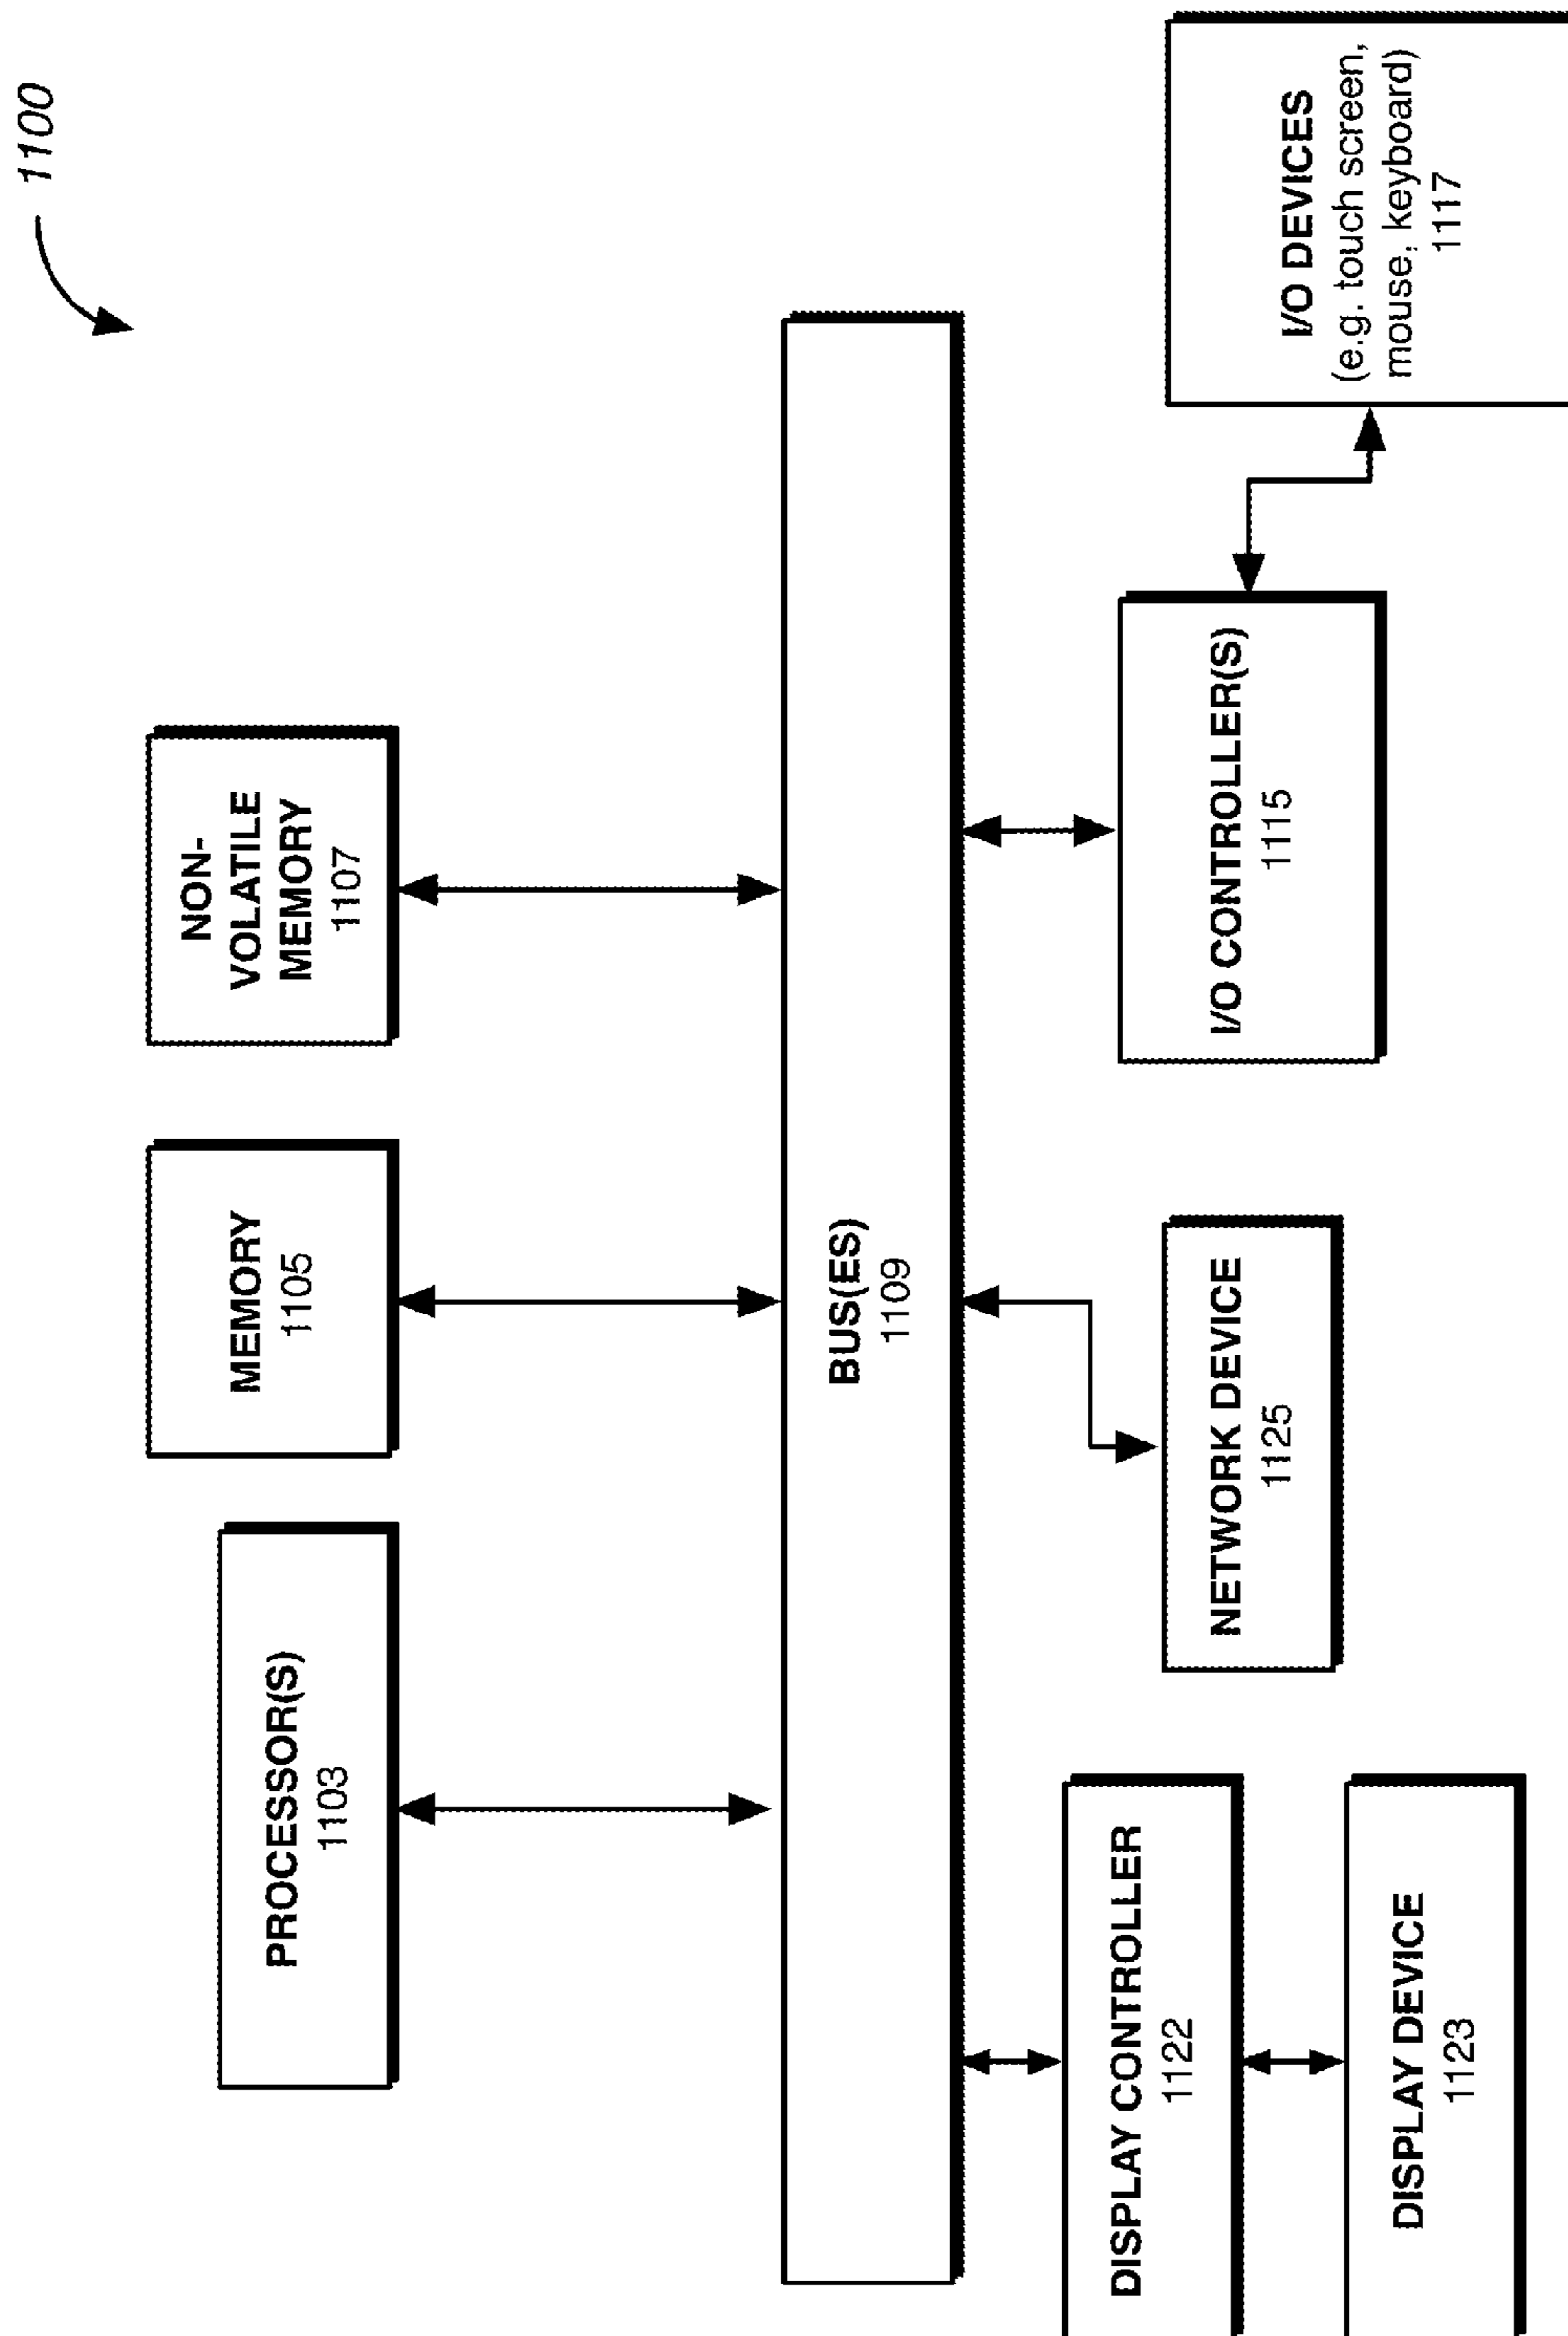 1100
PROCESSOR(S)
1103
MEMORY
1105
NON-
VOLATILE
MEMORY
1107
BUS(ES)
1109
DISPLAY CONTROLLER
1122
DISPLAY DEVICE
1123
NETWORK DEVICE
1125
I/O CONTROLLER(S)
1115
I/O DEVICES
(e.g. touch screen,
mouse, keyboard)
1117